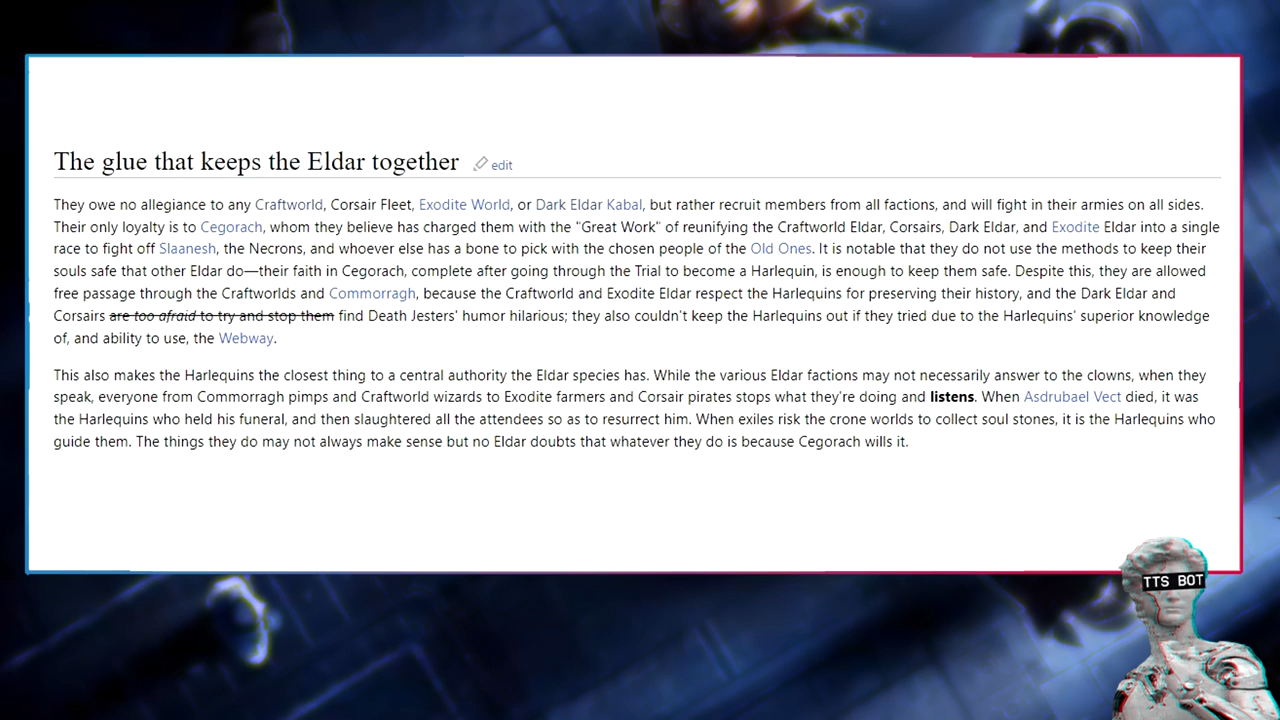 The glue that keeps the Eldar together edit
They owe no allegiance to any Craftworld, Corsair Fleet, Exodite World, or Dark Eldar Kabal, but rather recruit members from all factions, and will fight in their armies on all sides.
Their only loyalty is to Cegorach, whom they believe has charged them with the "Great Work" of reunifying the Craftworld Eldar, Corsairs, Dark Eldar, and Exodite Eldar into a single
race to fight off Slaanesh, the Necrons, and whoever else has a bone to pick with the chosen people of the Old Ones. It is notable that they do not use the methods to keep their
souls safe that other Eldar do—their faith in Cegorach, complete after going through the Trial to become a Harlequin, is enough to keep them safe. Despite this, they are allowed
free passage through the Craftworlds and Commorragh, because the Craftworld and Exodite Eldar respect the Harlequins for preserving their history, and the Dark Eldar and
Corsairs are too afraid to try and stop them find Death Jesters' humor hilarious; they also couldn't keep the Harlequins out if they tried due to the Harlequins' superior knowledge
of, and ability to use, the Webway.
This also makes the Harlequins the closest thing to a central authority the Eldar species has. While the various Eldar factions may not necessarily answer to the clowns, when they
speak, everyone from Commorragh pimps and Craftworld wizards to Exodite farmers and Corsair pirates stops what they're doing and listens. When Asdrubael Vect died, it was
the Harlequins who held his funeral, and then slaughtered all the attendees so as to resurrect him. When exiles risk the crone worlds to collect soul stones, it is the Harlequins who
guide them. The things they do may not always make sense but no Eldar doubts that whatever they do is because Cegorach wills it.
TTS BOT